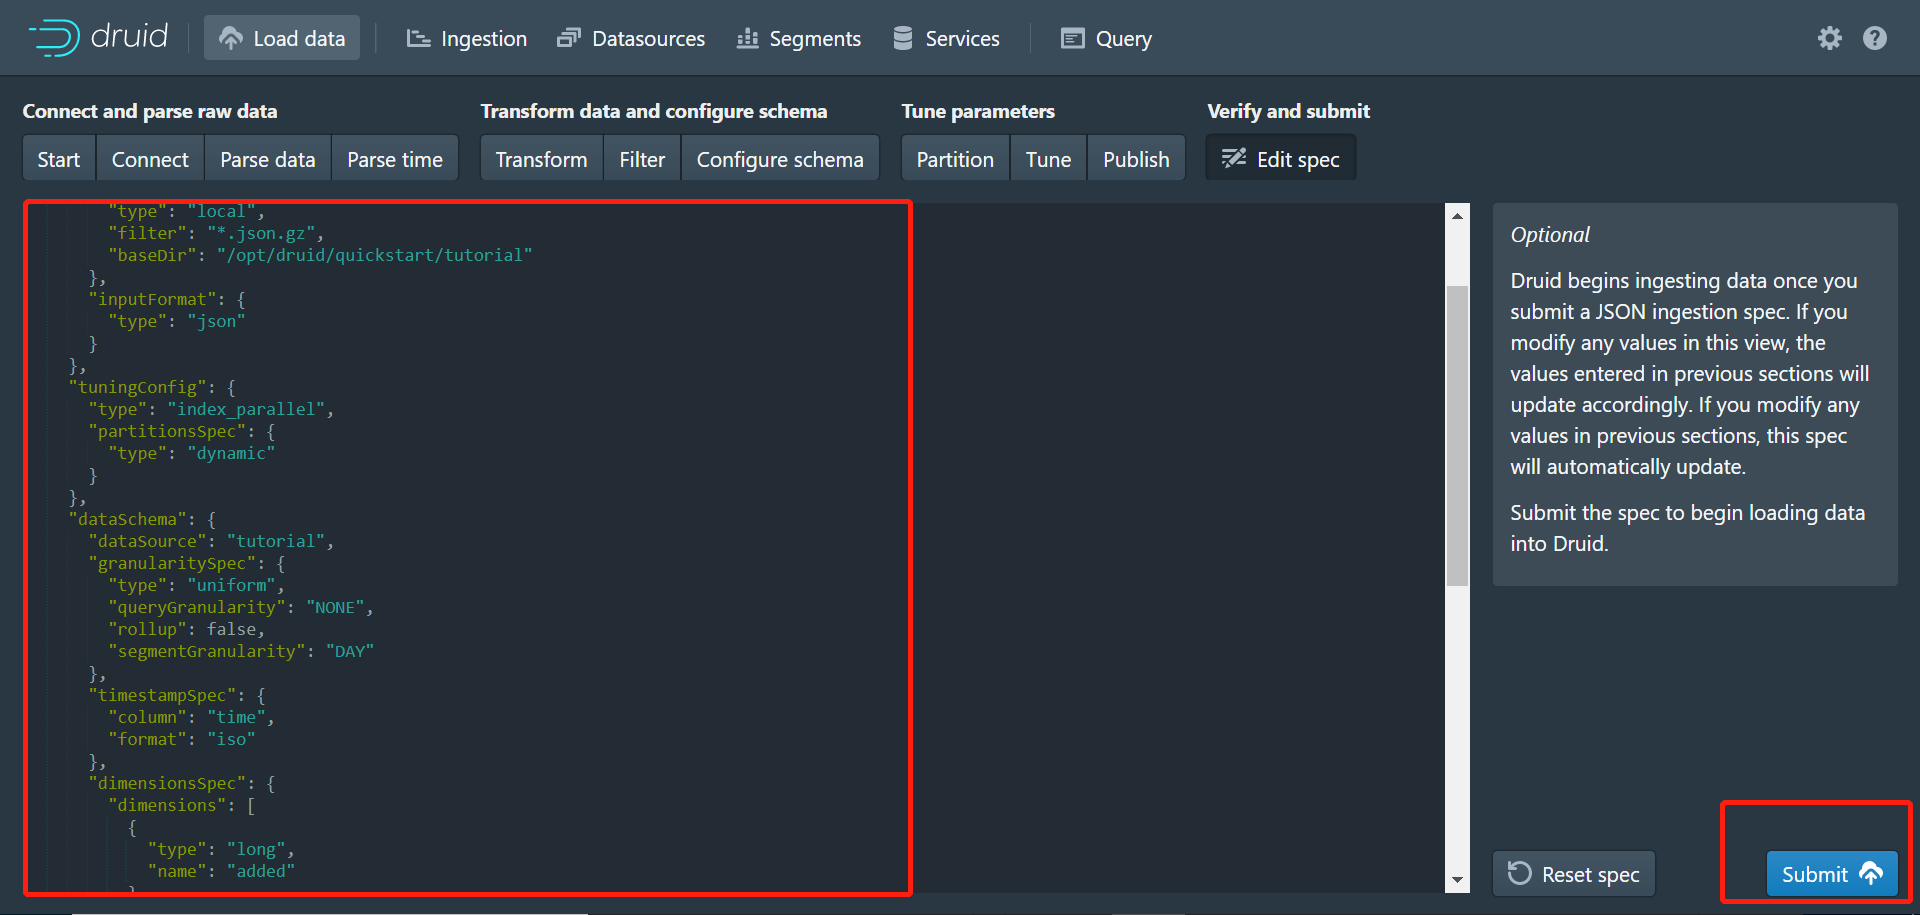 druid
Load data
Ingestion
Datasources
Segments
Services
Query
Connect and parse raw data
Transform data and configure schema
Tune parameters
Verify and submit
Start
Connect
Parse data
Parse time
Transform
Filter
Configure schema
Partition
Tune
Publish
Edit spec
"type": "local",
"filter": "*.json.gz",
"baseDir": "/opt/druid/quickstart/tutorial"
},
"inputFormat": {
"type": "json"
}
},
"tuningConfig": {
"type": "index_parallel",
"partitionsSpec": {
"type": "dynamic"
}
},
"dataSchema": {
"dataSource": "tutorial",
"granularitySpec": {
"type": "uniform",
"queryGranularity": "NONE",
"rollup": false,
"segmentGranularity": "DAY"
},
"timestampSpec": {
"column": "time",
"format": "iso"
},
"dimensionsSpec": {
"dimensions": [
{
"type": "long",
"name": "added"
}
Optional
Druid begins ingesting data once you
submit a JSON ingestion spec. If you
modify any values in this view, the
values entered in previous sections will
update accordingly. If you modify any
values in previous sections, this spec
will automatically update.
Submit the spec to begin loading data
into Druid.
Reset spec
Submit